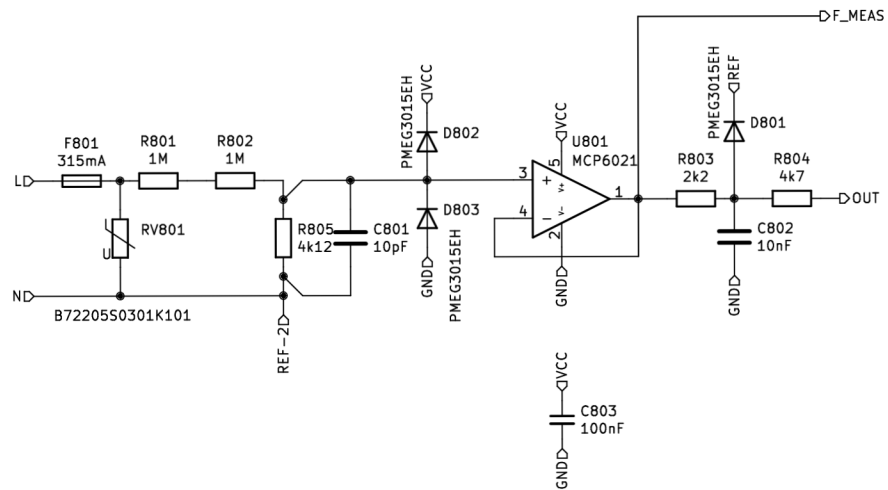 F_MEAS
PMEG3015EH
VCC
D802
VCC
U801
MCP6021
PMEG3015EH
REF
D801
F801
315mA
R801
1M
R802
1M
L
3
+
5
V+
1
4
–
V-
2
R803
2k2
R804
4k7
OUT
U
RV801
R805
4k12
C801
10pF
D803
PMEG3015EH
GND
GND
C802
10nF
GND
N
B72205S0301K101
REF-2
VCC
C803
100nF
GND